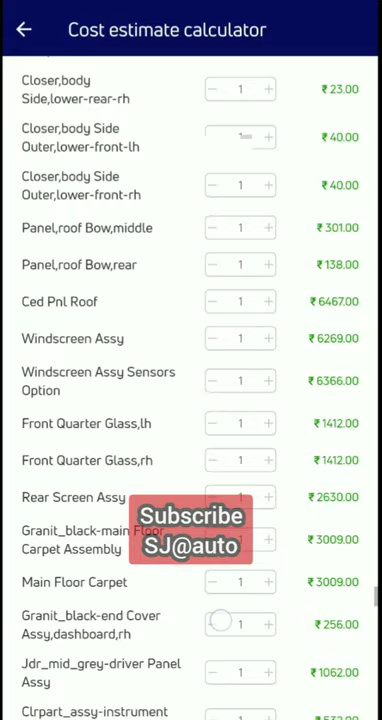 Cost estimate calculator
Closer,body
Side,lower-rear-rh
1
₹ 23.00
Closer,body Side
Outer,lower-front-lh
₹ 40.00
Closer,body Side
Outer,lower-front-rh
1
₹ 40.00
Panel,roof Bow,middle
1
₹ 301.00
Panel,roof Bow,rear
1
₹ 138.00
Ced Pnl Roof
1
₹ 6467.00
Windscreen Assy
1
₹ 6269.00
Windscreen Assy Sensors
Option
1
₹ 6366.00
Front Quarter Glass,lh
1
₹ 1412.00
Front Quarter Glass,rh
1
₹ 1412.00
Rear Screen Assy
1
₹ 2630.00
Subscribe
SJ@auto
Granit_black-main Floor
Carpet Assembly
1
₹ 3009.00
Main Floor Carpet
1
₹ 3009.00
Granit_black-end Cover
Assy,dashboard,rh
1
₹ 256.00
Jdr_mid_grey-driver Panel
Assy
1
₹ 1062.00
Clrpart_assy-instrument
1
₹ 532.00